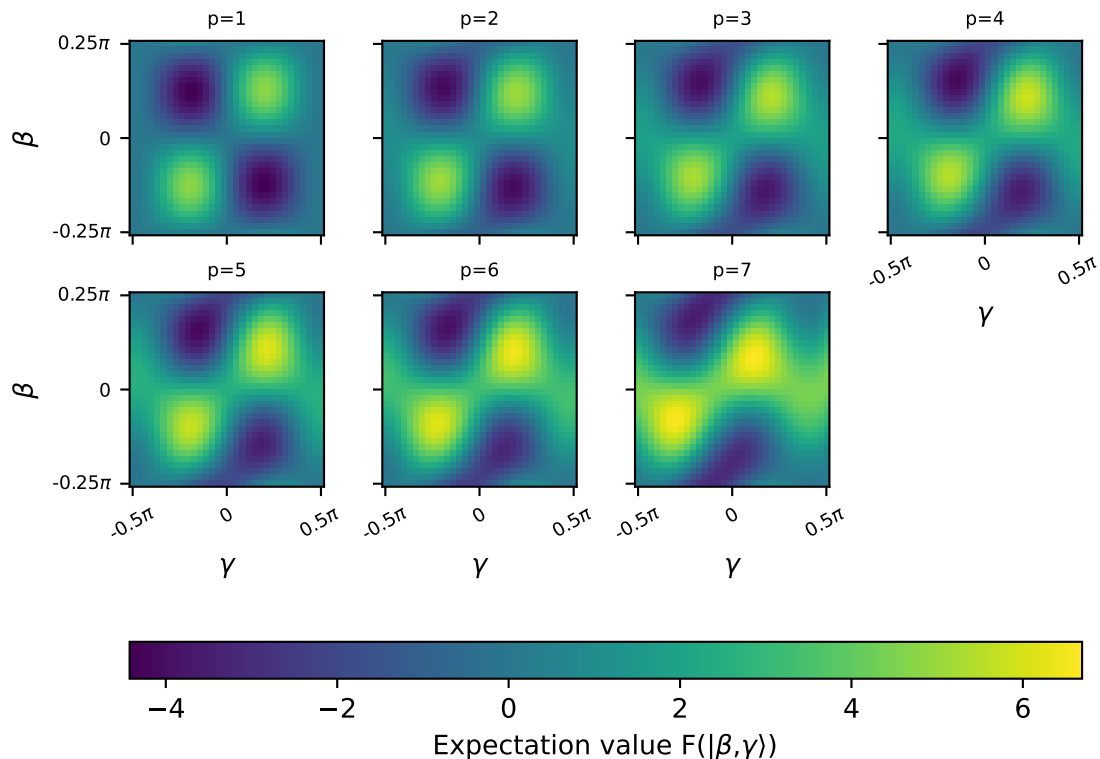 p=1
p=2
p=3
p=4
0.25π
β
0
-0.25π
-0.5π
0
0.5π
γ
p=5
p=6
p=7
0.25π
β
0
-0.25π
-0.5π
0
0.5π
-0.5π
0
0.5π
-0.5π
0
0.5π
γ
γ
γ
−4
−2
0
2
4
6
Expectation value F(|β,γ⟩)